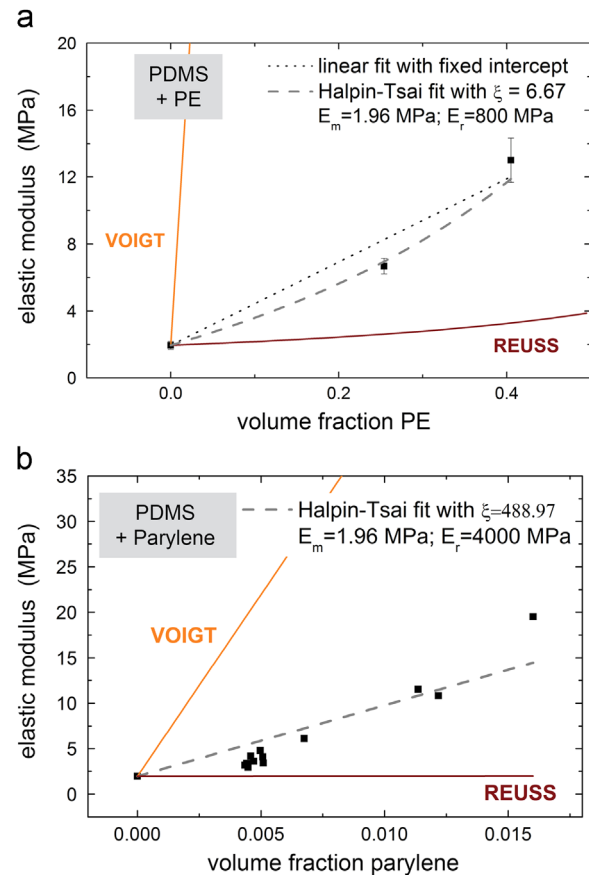 a
PDMS
+ PE
linear fit with fixed intercept
Halpin-Tsai fit with ξ = 6.67
E_m=1.96 MPa; E_r=800 MPa
VOIGT
REUSS
elastic modulus (MPa)
20
16
12
8
4
0
0.0
0.2
0.4
volume fraction PE
b
PDMS
+ Parylene
Halpin-Tsai fit with ξ=488.97
E_m=1.96 MPa; E_r=4000 MPa
VOIGT
REUSS
elastic modulus (MPa)
35
30
25
20
15
10
5
0
0.000
0.005
0.010
0.015
volume fraction parylene